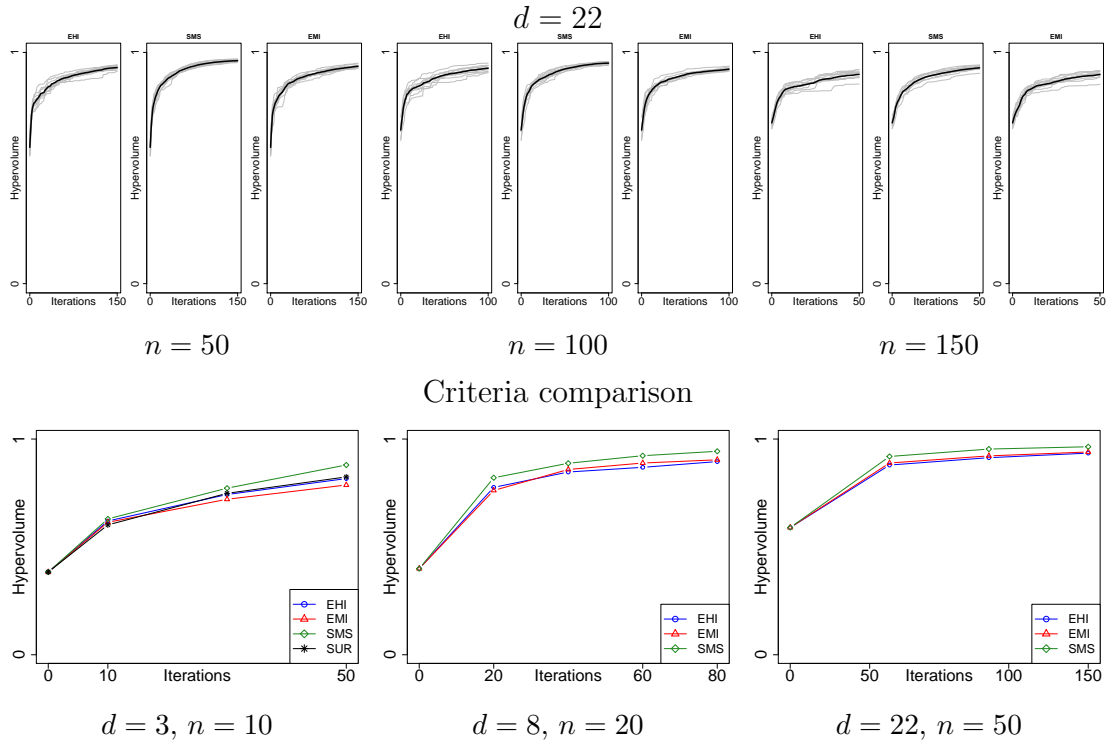 d = 22
EHI SMS EMI EHI SMS EMI EHI SMS EMI
1 1 1 1 1 1 1 1 1
Hypervolume Hypervolume Hypervolume Hypervolume Hypervolume Hypervolume Hypervolume Hypervolume Hypervolume
0 0 0 0 0 0 0 0 0
0 Iterations 150 0 Iterations 150 0 Iterations 150 0 Iterations 100 0 Iterations 100 0 Iterations 100 0 Iterations 50 0 Iterations 50 0 Iterations 50
n = 50 n = 100 n = 150
Criteria comparison
1 1 1
Hypervolume Hypervolume Hypervolume
EHI
EMI EHI EHI
SMS EMI EMI
SUR SMS SMS
0 0 0
0 10 Iterations 50 0 20 Iterations 60 80 0 50 Iterations 100 150
d = 3, n = 10 d = 8, n = 20 d = 22, n = 50